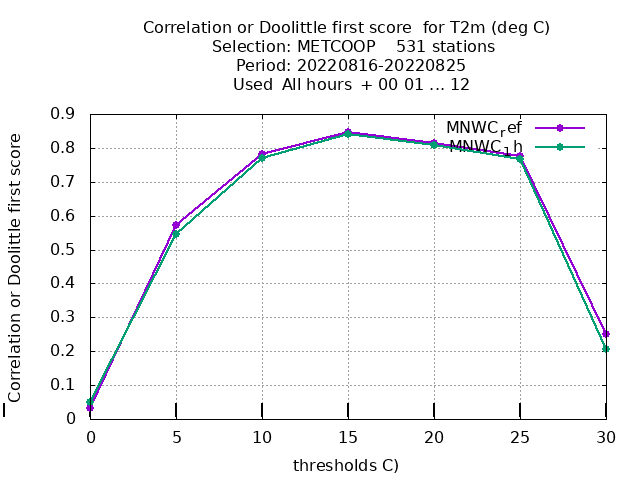 Correlation or Doolittle first score  for T2m (deg C)
Selection: METCOOP    531 stations
Period: 20220816-20220825
Used  All hours  + 00 01 ... 12
MNWCref
MNWC1h
Correlation or Doolittle first score
0.9
0.8
0.7
0.6
0.5
0.4
0.3
0.2
0.1
0
0 5 10 15 20 25 30
thresholds C)